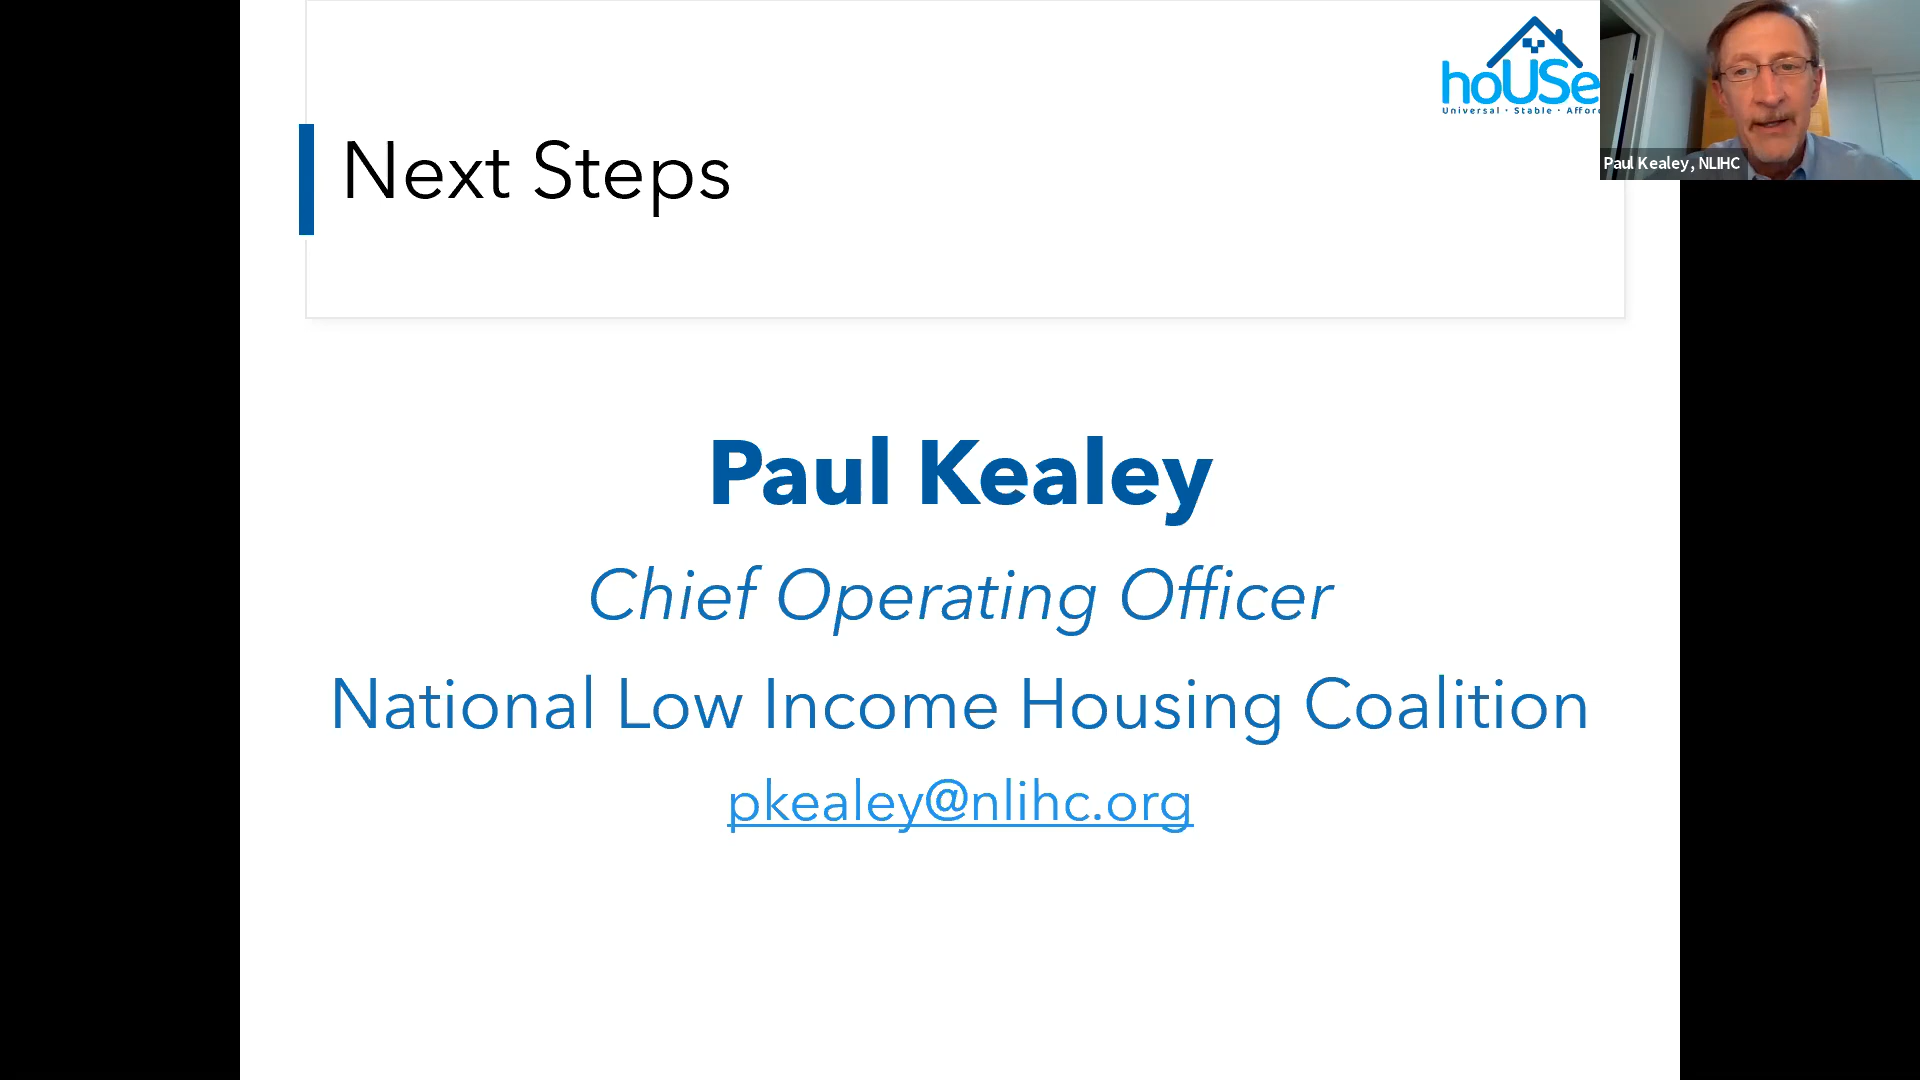 Next Steps
hoUSe
Universal · Stable ·
Paul Kealey, NLIHC
Paul Kealey
Chief Operating Officer
National Low Income Housing Coalition
pkealey@nlihc.org